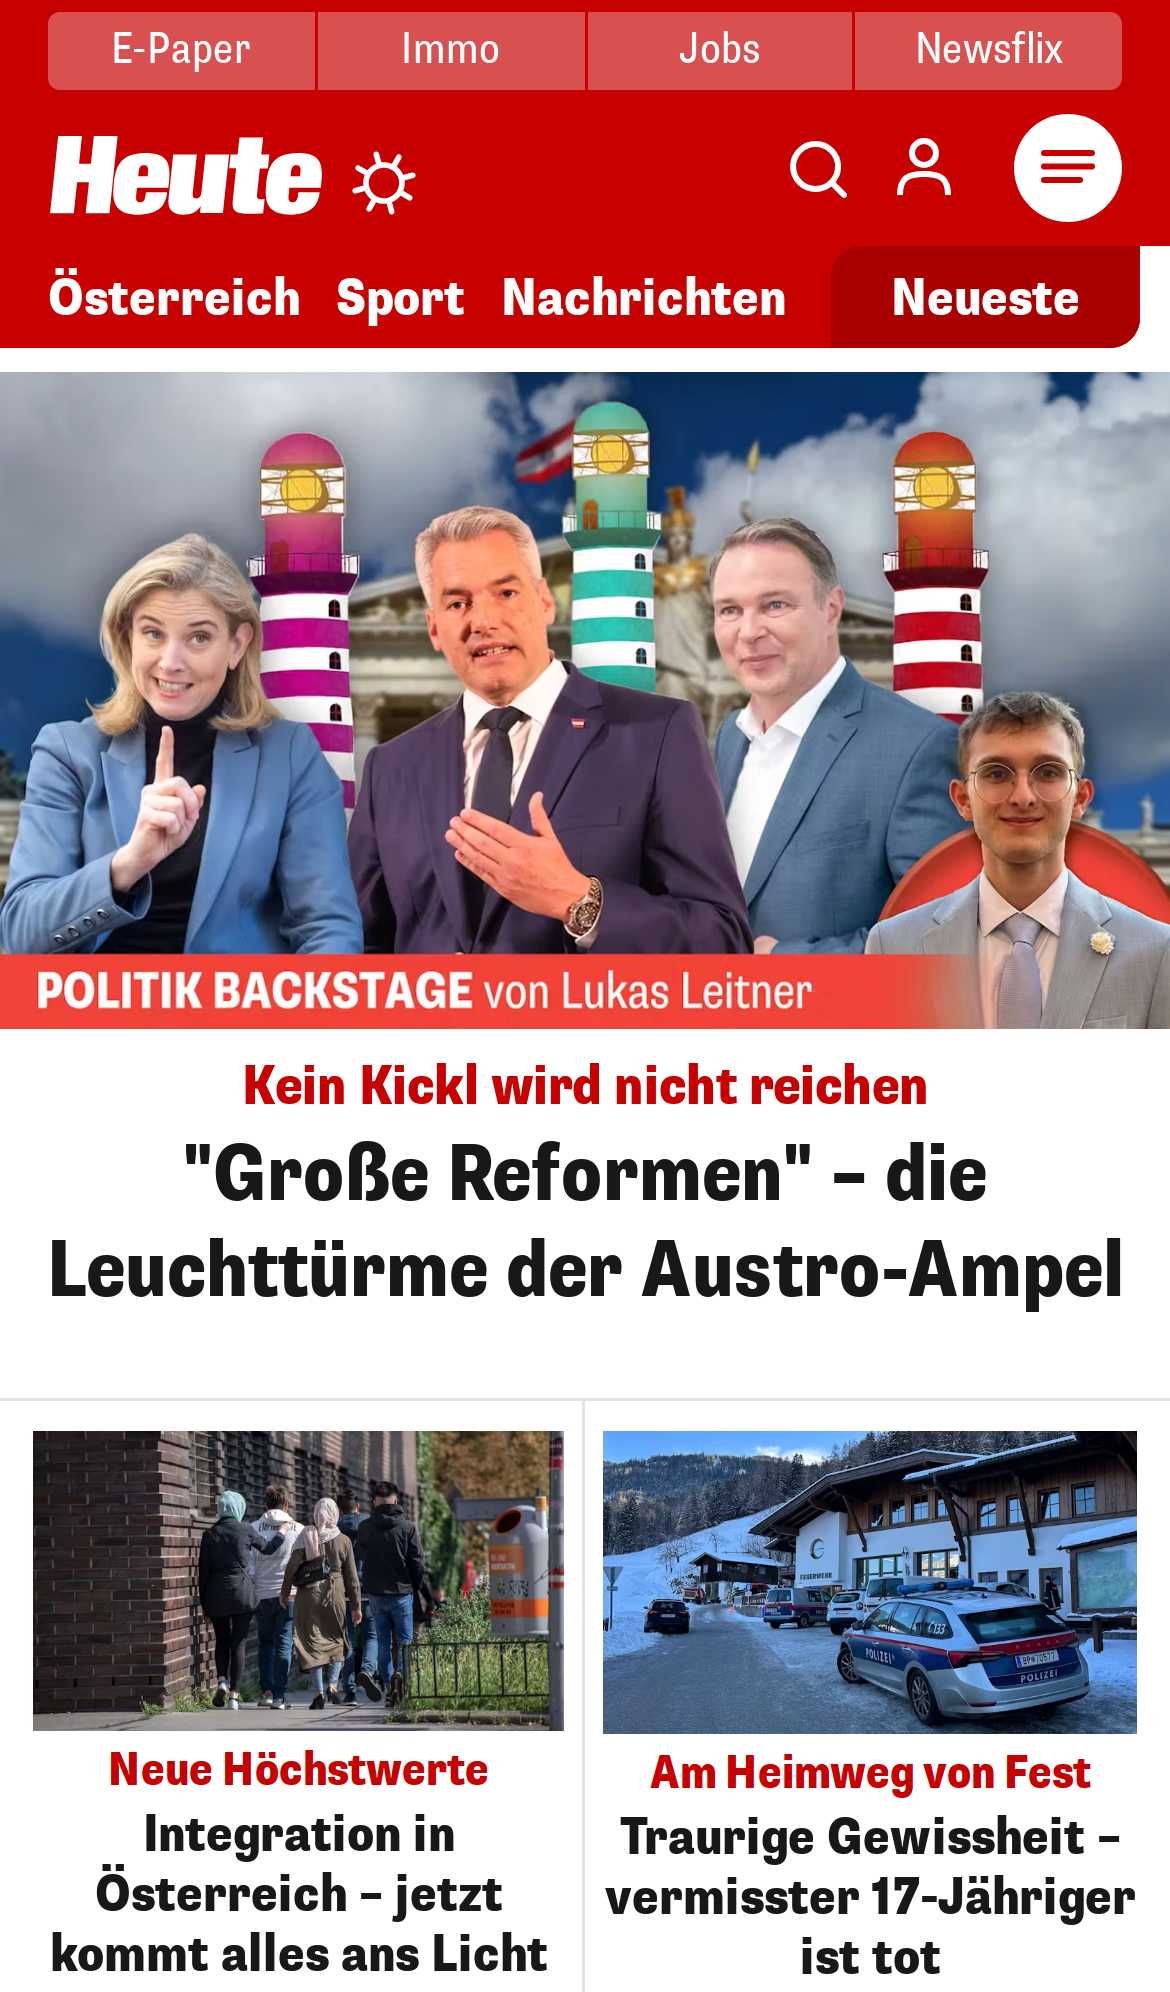 E-Paper
Immo
Jobs
Newsflix
Heute
Österreich
Sport
Nachrichten
Neueste
POLITIK BACKSTAGE von Lukas Leitner
Kein Kickl wird nicht reichen
"Große Reformen" – die
Leuchttürme der Austro-Ampel
FEUERWEHR
POLIZEI
POLIZEI
Neue Höchstwerte
Integration in
Österreich – jetzt
kommt alles ans Licht
Am Heimweg von Fest
Traurige Gewissheit –
vermisster 17-Jähriger
ist tot